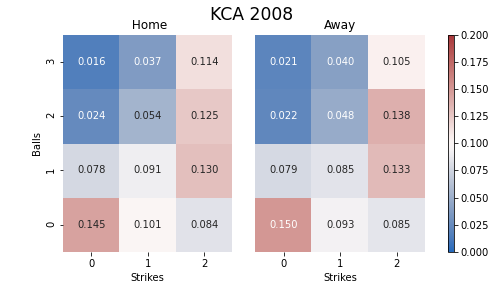 KCA 2008
Home
Away
Balls
3
0.016 0.037 0.114
0.021 0.040 0.105
2
0.024 0.054 0.125
0.022 0.048 0.138
1
0.078 0.091 0.130
0.079 0.085 0.133
0
0.145 0.101 0.084
0.150 0.093 0.085
0 1 2
0 1 2
Strikes
Strikes
0.200
0.175
0.150
0.125
0.100
0.075
0.050
0.025
0.000